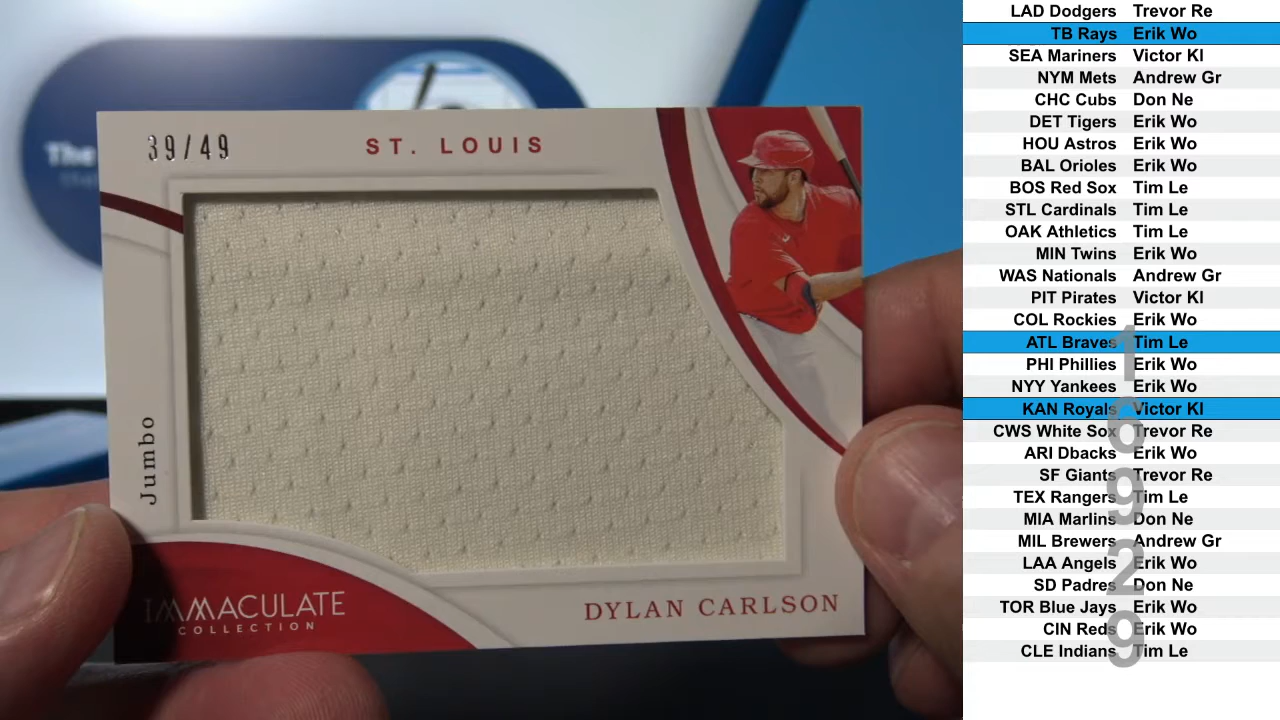 The
39/49
ST. LOUIS
Jumbo
IMMACULATE
COLLECTION
DYLAN CARLSON
LAD Dodgers Trevor Re
TB Rays Erik Wo
SEA Mariners Victor Kl
NYM Mets Andrew Gr
CHC Cubs Don Ne
DET Tigers Erik Wo
HOU Astros Erik Wo
BAL Orioles Erik Wo
BOS Red Sox Tim Le
STL Cardinals Tim Le
OAK Athletics Tim Le
MIN Twins Erik Wo
WAS Nationals Andrew Gr
PIT Pirates Victor Kl
COL Rockies Erik Wo
ATL Braves Tim Le
PHI Phillies Erik Wo
NYY Yankees Erik Wo
KAN Royals Victor Kl
CWS White Sox Trevor Re
ARI Dbacks Erik Wo
SF Giants Trevor Re
TEX Rangers Tim Le
MIA Marlins Don Ne
MIL Brewers Andrew Gr
LAA Angels Erik Wo
SD Padres Don Ne
TOR Blue Jays Erik Wo
CIN Reds Erik Wo
CLE Indians Tim Le
1
6
9
2
9